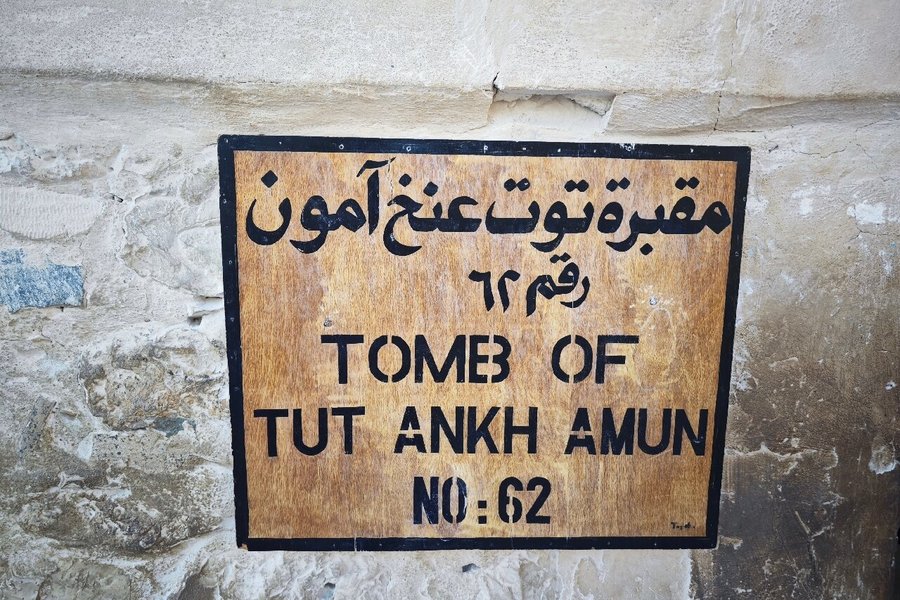 مقبرة توت عنخ آمون
رقم ٦٢
TOMB OF
TUT ANKH AMUN
NO: 62